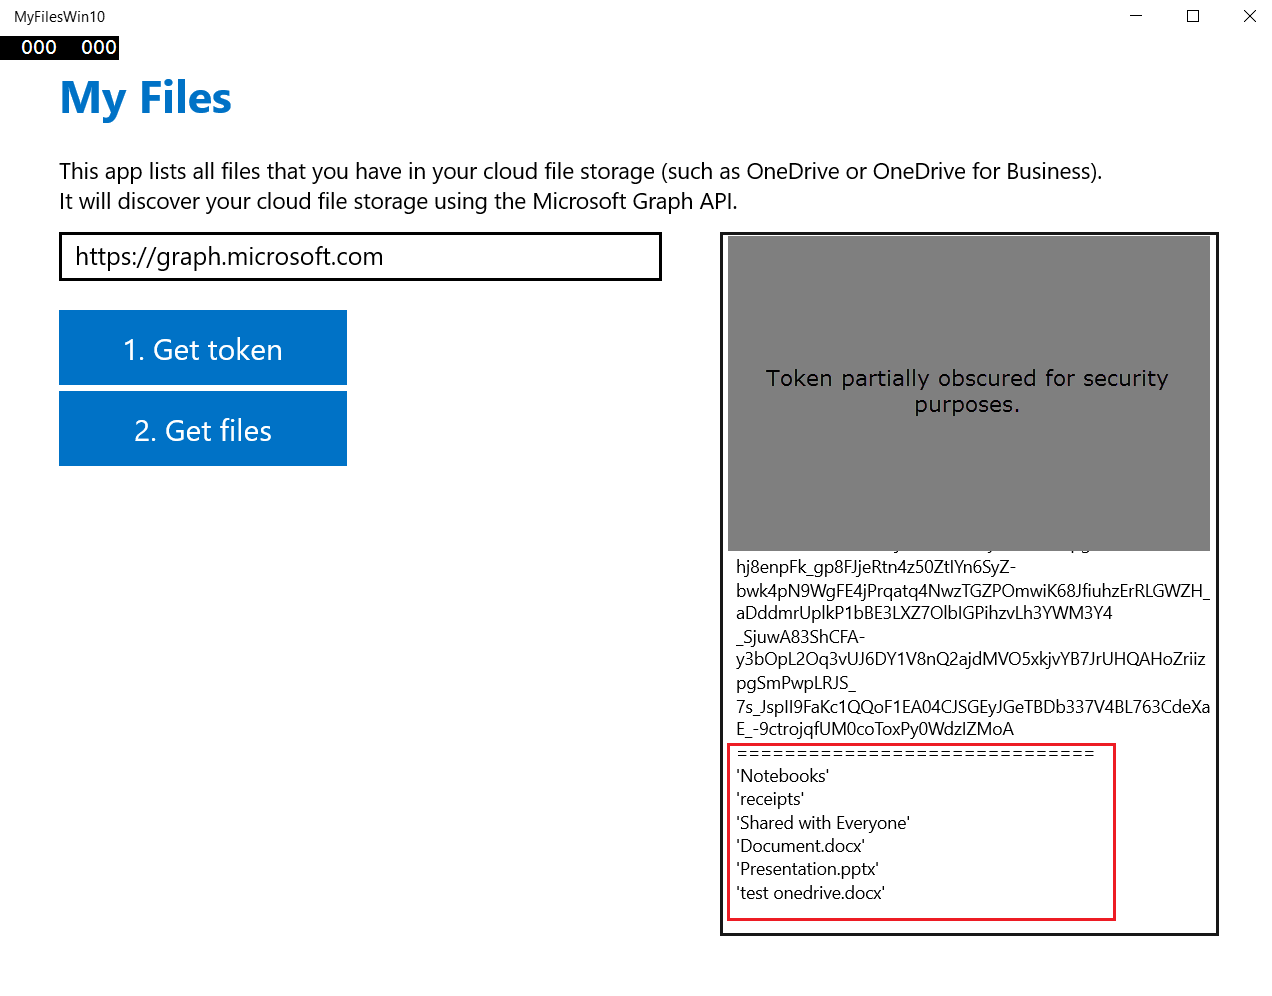 MyFilesWin10
000 000
My Files
This app lists all files that you have in your cloud file storage (such as OneDrive or OneDrive for Business).
It will discover your cloud file storage using the Microsoft Graph API.
https://graph.microsoft.com
1. Get token
2. Get files
Token partially obscured for security
purposes.
hj8enpFk_gp8FJjeRtn4z50ZtIYn6SyZ-
bwk4pN9WgFE4jPrqatq4NwzTGZPOmwiK68JfiuhzErRLGWZH_
aDddmrUplkP1bBE3LXZ7OlbIGPihzvLh3YWM3Y4
_SjuwA83ShCFA-
y3bOpL2Oq3vUJ6DY1V8nQ2ajdMVO5xkjvYB7JrUHQAHoZriiz
pgSmPwpLRJS_
7s_JspII9FaKc1QQoF1EA04CJSGEyJGeTBDb337V4BL763CdeXa
E_-9ctrojqfUM0coToxPy0WdzIZMoA
==============================
'Notebooks'
'receipts'
'Shared with Everyone'
'Document.docx'
'Presentation.pptx'
'test onedrive.docx'